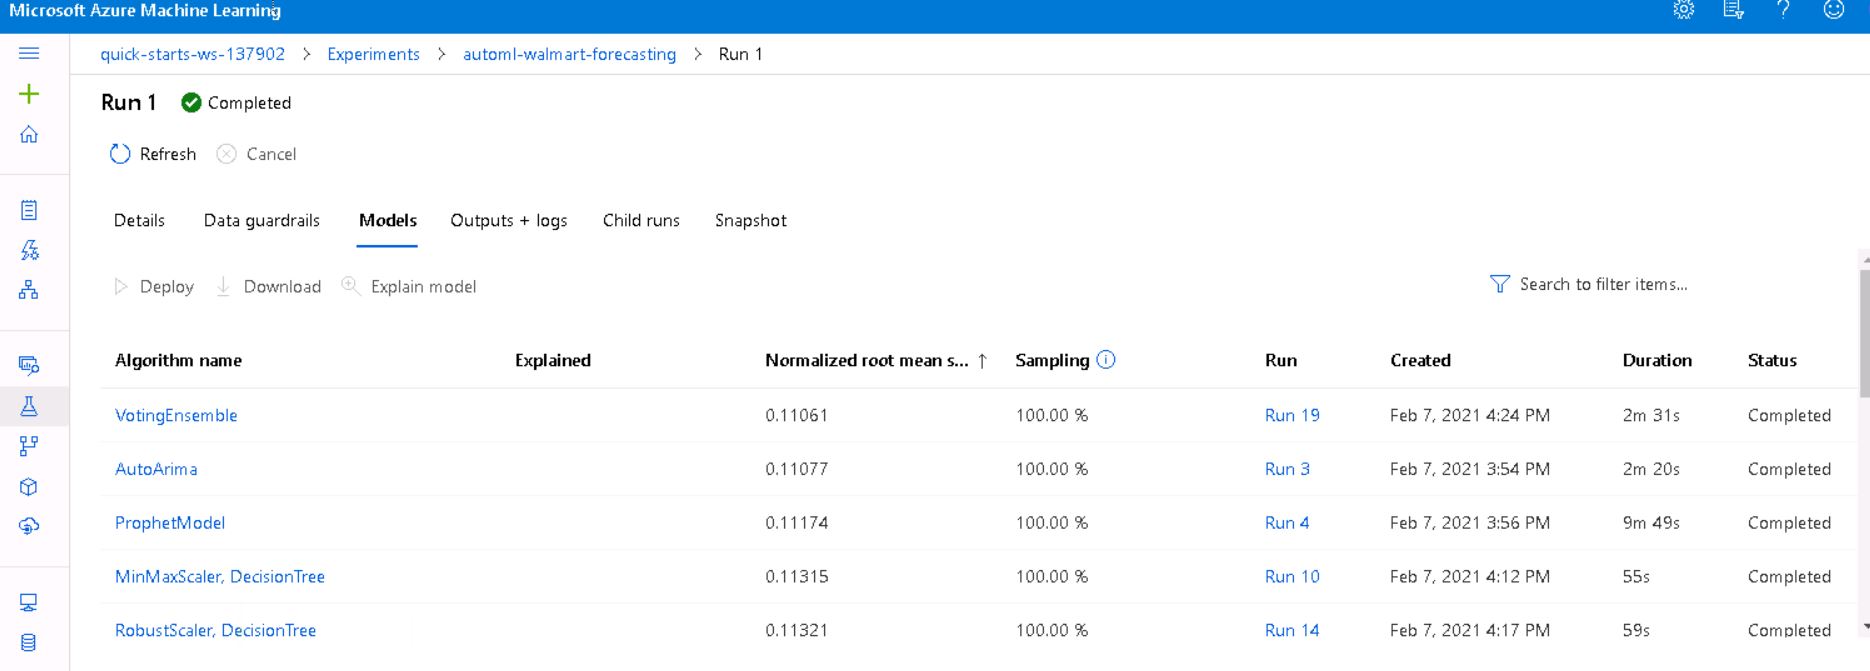 Microsoft Azure Machine Learning
quick-starts-ws-137902 > Experiments > automl-walmart-forecasting > Run 1
Run 1 Completed
Refresh Cancel
Details Data guardrails Models Outputs + logs Child runs Snapshot
Deploy Download Explain model Search to filter items...
Algorithm name Explained Normalized root mean s... ↑ Sampling Run Created Duration Status
VotingEnsemble 0.11061 100.00 % Run 19 Feb 7, 2021 4:24 PM 2m 31s Completed
AutoArima 0.11077 100.00 % Run 3 Feb 7, 2021 3:54 PM 2m 20s Completed
ProphetModel 0.11174 100.00 % Run 4 Feb 7, 2021 3:56 PM 9m 49s Completed
MinMaxScaler, DecisionTree 0.11315 100.00 % Run 10 Feb 7, 2021 4:12 PM 55s Completed
RobustScaler, DecisionTree 0.11321 100.00 % Run 14 Feb 7, 2021 4:17 PM 59s Completed